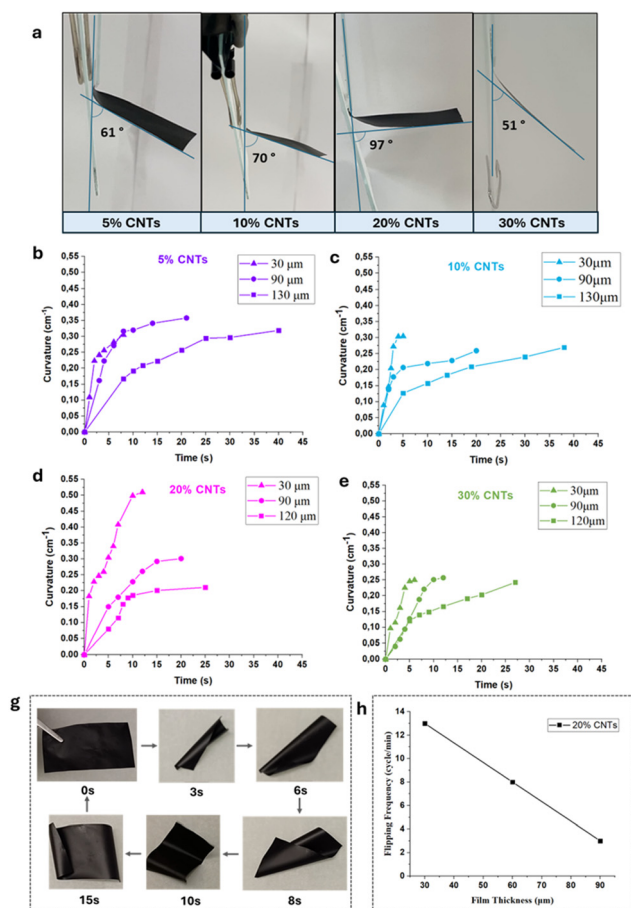 a
61°
70°
97°
51°
5% CNTs
10% CNTs
20% CNTs
30% CNTs
b
5% CNTs
30 μm
90 μm
130 μm
Curvature (cm⁻¹)
0,55
0,50
0,45
0,40
0,35
0,30
0,25
0,20
0,15
0,10
0,05
0,00
0 5 10 15 20 25 30 35 40 45
Time (s)
c
10% CNTs
30μm
90μm
130μm
Curvature (cm⁻¹)
0,55
0,50
0,45
0,40
0,35
0,30
0,25
0,20
0,15
0,10
0,05
0,00
0 5 10 15 20 25 30 35 40 45
Time (s)
d
20% CNTs
30 μm
90 μm
120 μm
Curvature (cm⁻¹)
0.55
0.50
0.45
0.40
0.35
0.30
0.25
0.20
0.15
0.10
0.05
0.00
0 5 10 15 20 25 30 35 40 45
Time (s)
e
30% CNTs
30μm
90μm
120μm
Curvature (cm⁻¹)
0,55
0,50
0,45
0,40
0,35
0,30
0,25
0,20
0,15
0,10
0,05
0,00
0 5 10 15 20 25 30 35 40 45
Time (s)
g
0s
3s
6s
15s
10s
8s
h
20% CNTs
Flipping Frequency (cycle/min)
14
12
10
8
6
4
2
0
30 40 50 60 70 80 90
Film Thickness (μm)